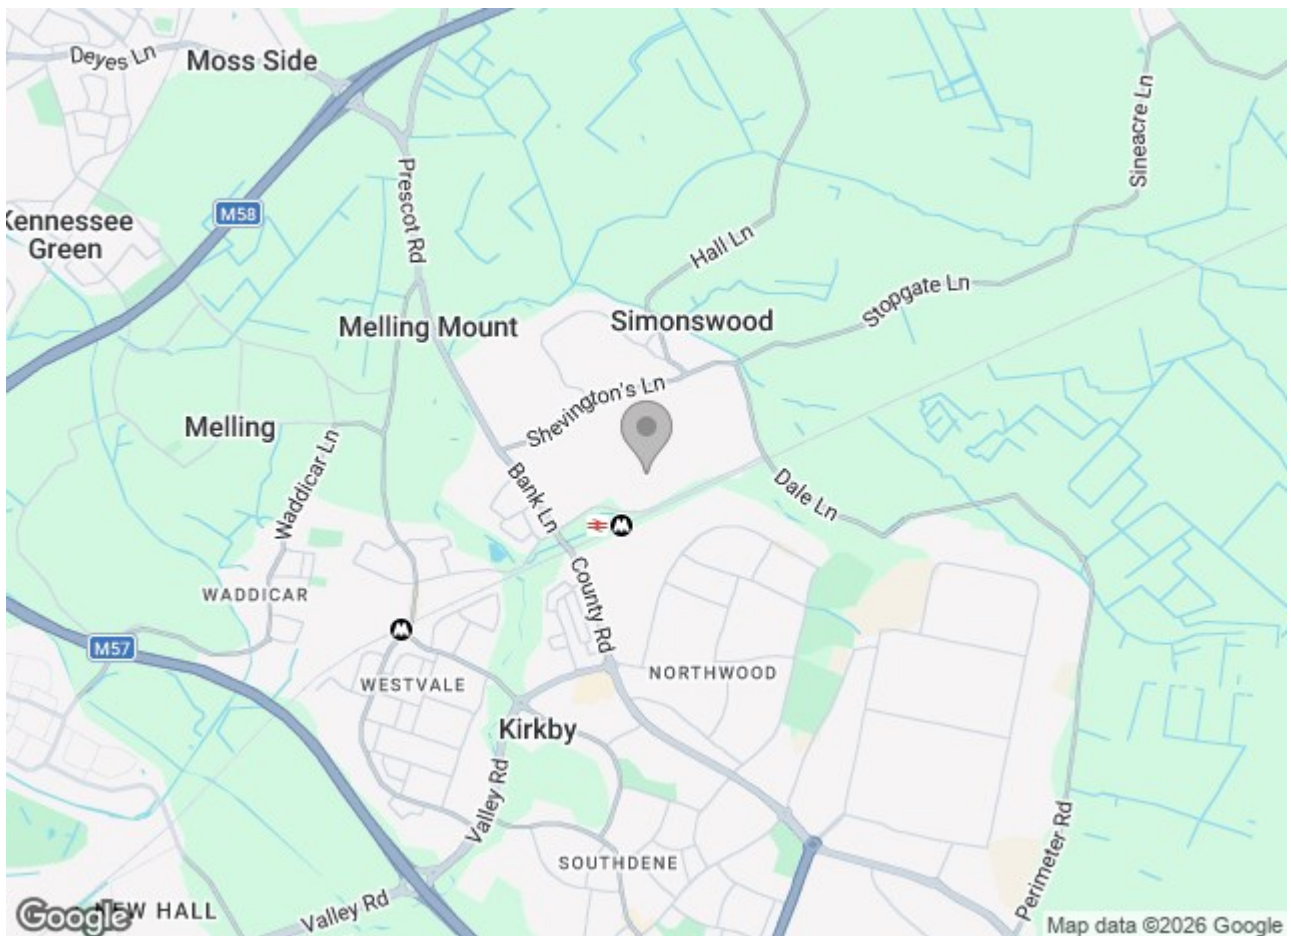 Deyes Ln
Moss Side
Sineacre Ln
Prescot Rd
M58
Kennessee
Green
Hall Ln
Stopgate Ln
Melling Mount
Simonswood
Shevington's Ln
Melling
Waddicar Ln
Bank Ln
Dale Ln
WADDICAR
County Rd
M57
WESTVALE
NORTHWOOD
Kirkby
Valley Rd
SOUTHDENE
Perimeter Rd
NEW HALL
Valley Rd
Google
Map data ©2026 Google